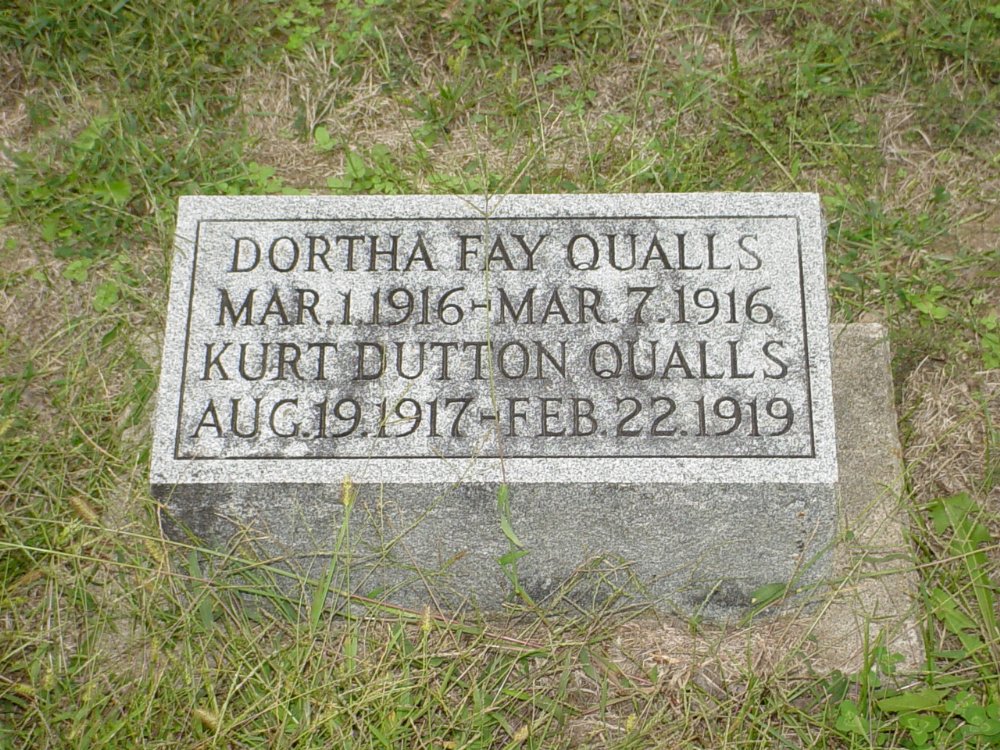 DORTHA FAY QUALLS
MAR.1.1916-MAR.7.1916
KURT DUTTON QUALLS
AUG.19.1917-FEB.22.1919